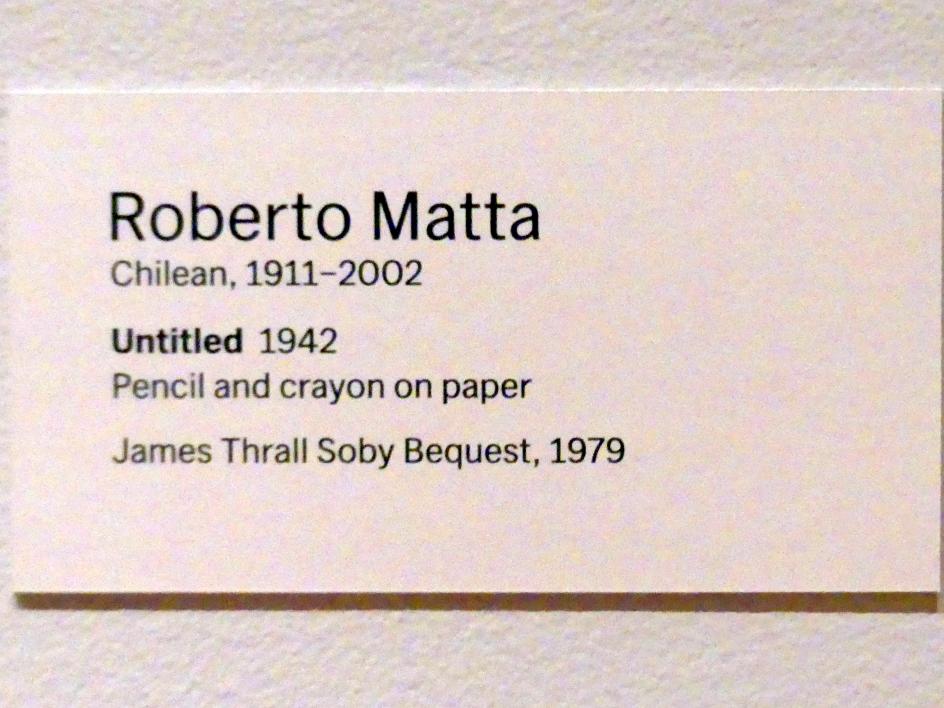 Roberto Matta
Chilean, 1911–2002
Untitled 1942
Pencil and crayon on paper
James Thrall Soby Bequest, 1979